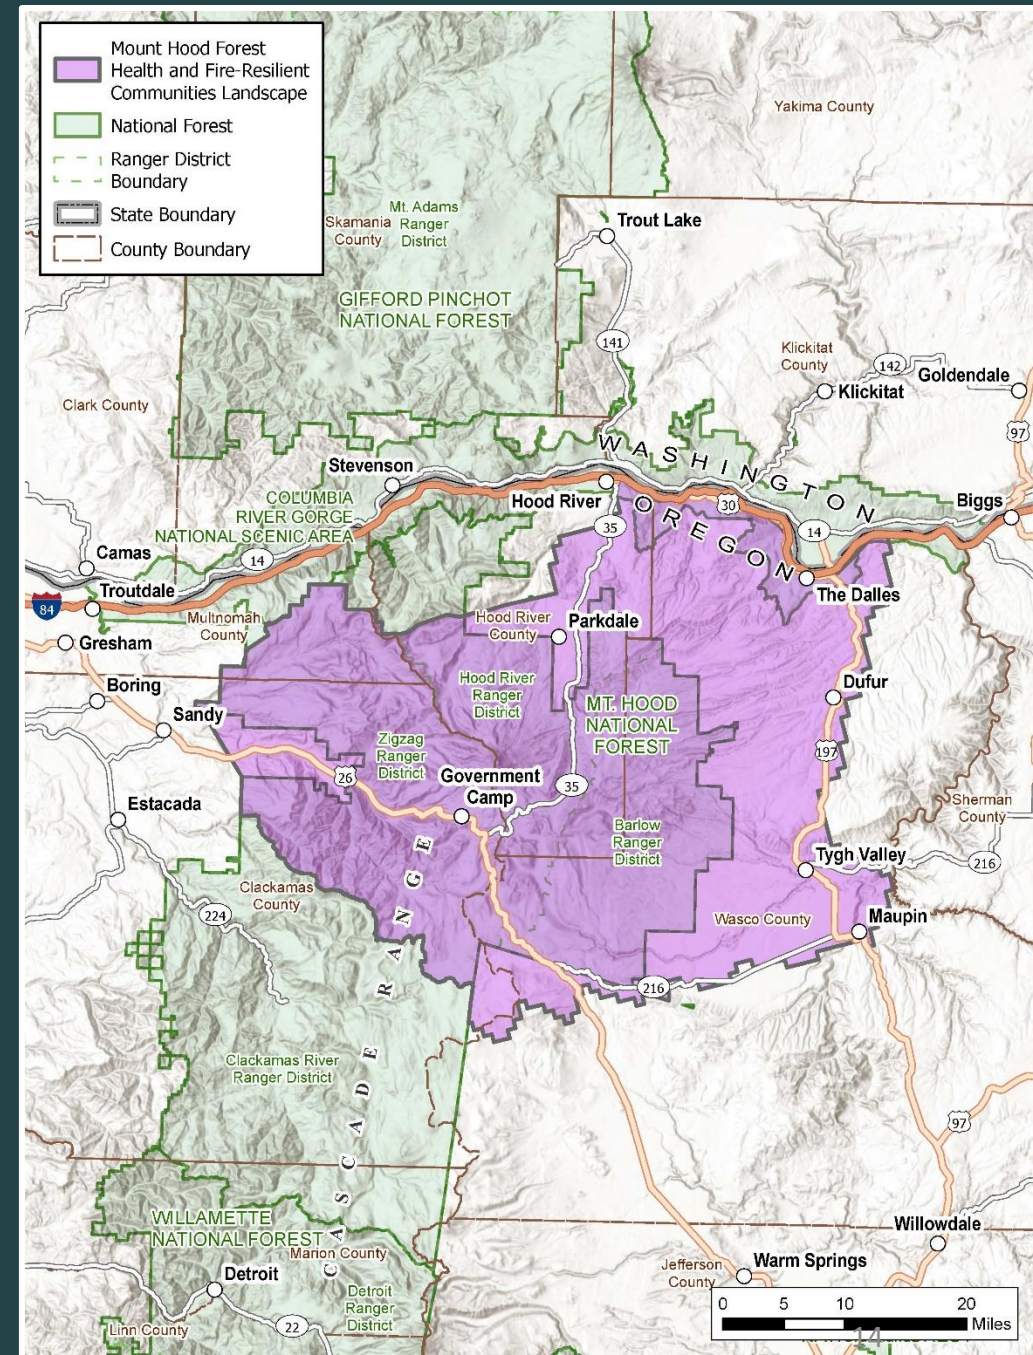 Mount Hood Forest
Health and Fire-Resilient
Communities Landscape
National Forest
Ranger District
Boundary
State Boundary
County Boundary
Yakima County
Mt. Adams
Ranger
District
Skamania
County
Trout Lake
GIFFORD PINCHOT
NATIONAL FOREST
141
Klickitat
County
142
Goldendale
Klickitat
Clark County
97
WASHINGTON
Stevenson
Hood River
COLUMBIA
RIVER GORGE
NATIONAL SCENIC AREA
30
Biggs
35
OREGON
14
Camas
14
Troutdale
84
The Dalles
Multnomah
County
Hood River
County
Parkdale
Gresham
Boring
Hood River
Ranger
District
Dufur
MT. HOOD
NATIONAL
FOREST
Sandy
Zigzag
Ranger
District
197
26
Government
Camp
35
Estacada
Sherman
County
Barlow
Ranger
District
Tygh Valley
216
Clackamas
County
224
Wasco County
Maupin
216
CASCADE RANGE
Clackamas River
Ranger District
97
WILLAMETTE
NATIONAL FOREST
Marion County
Willowdale
Jefferson
County
Warm Springs
Detroit
Detroit
Ranger
District
Linn County
22
0 5 10 20
Miles
14